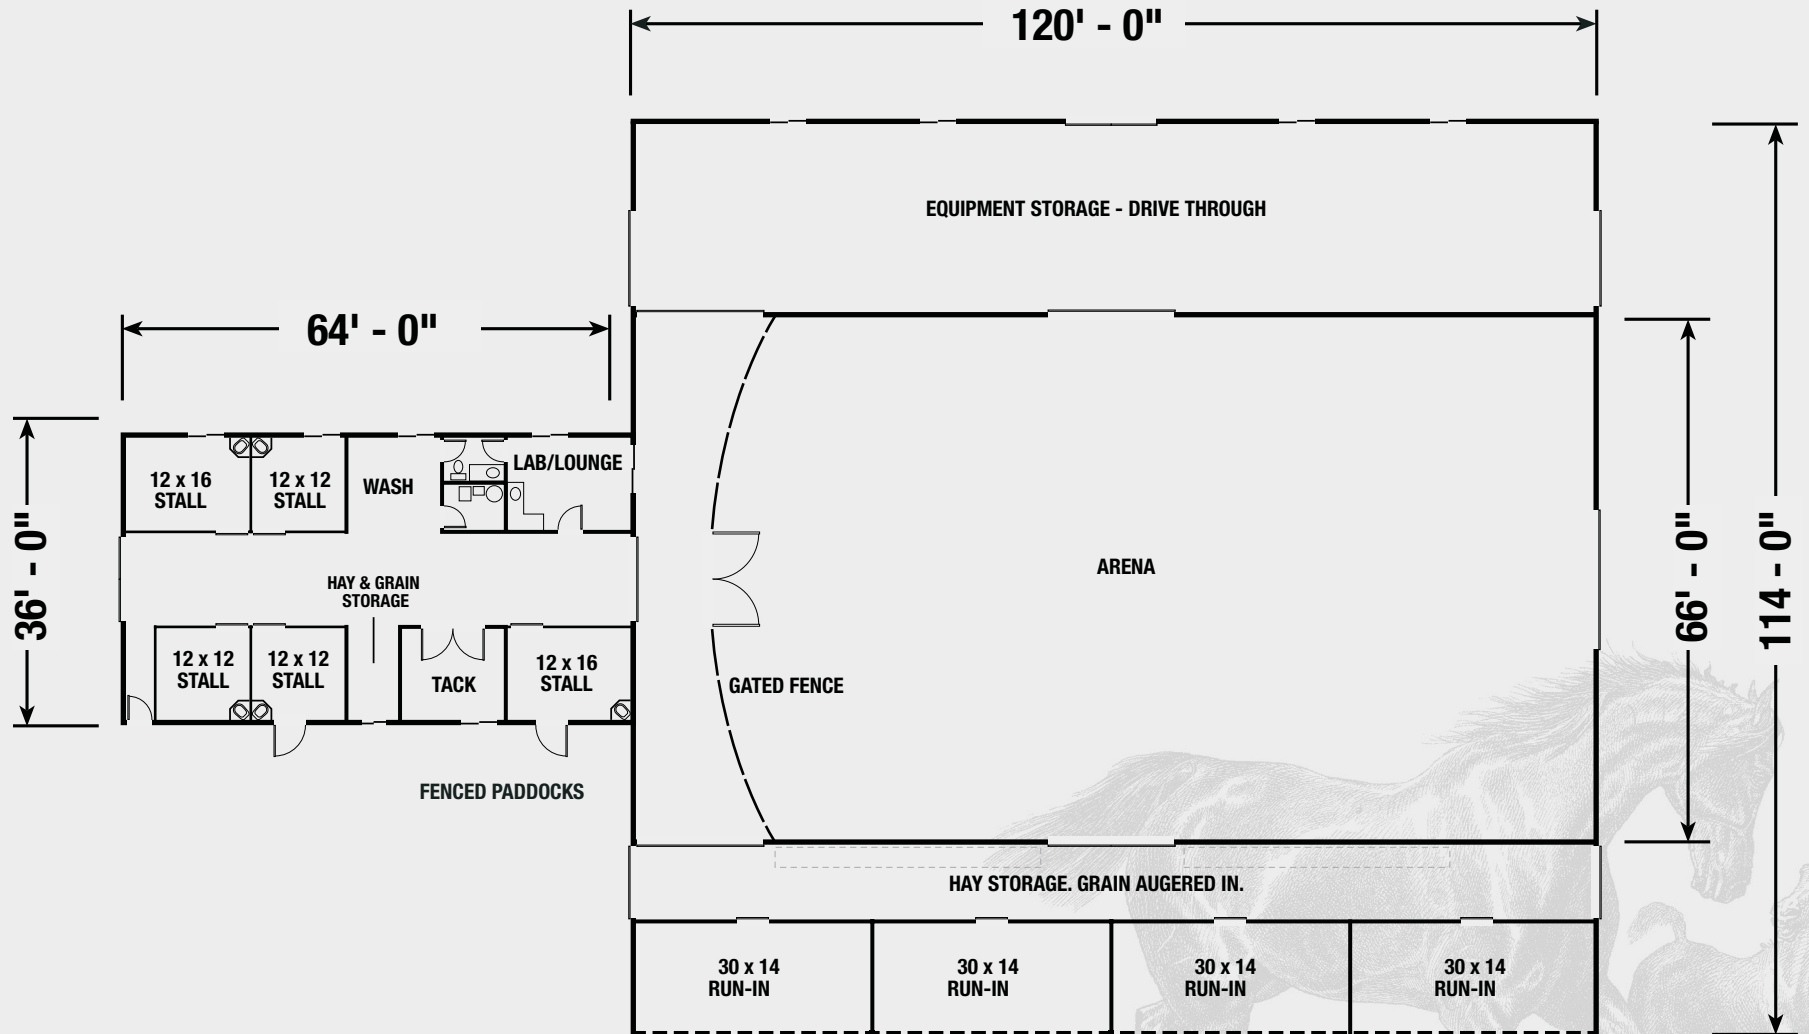 120' - 0"
EQUIPMENT STORAGE - DRIVE THROUGH
64' - 0"
36' - 0"
12 x 16
STALL
12 x 12
STALL
WASH
LAB/LOUNGE
HAY & GRAIN
STORAGE
12 x 12
STALL
12 x 12
STALL
TACK
12 x 16
STALL
FENCED PADDOCKS
ARENA
GATED FENCE
66' - 0"
114 - 0"
HAY STORAGE. GRAIN AUGERED IN.
30 x 14
RUN-IN
30 x 14
RUN-IN
30 x 14
RUN-IN
30 x 14
RUN-IN